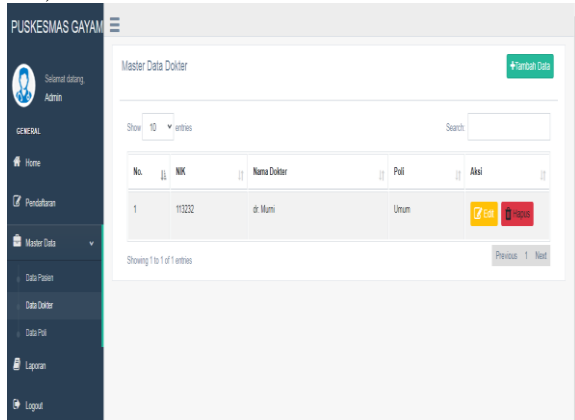 PUSKESMAS GAYAM
Selamat datang,
Admin
GENERAL
Home
Pendaftaran
Master Data
Data Pasien
Data Dokter
Data Poli
Laporan
Logout
Master Data Dokter
+Tambah Data
Show 10 entries
Search:
No. NIK Nama Dokter Poli Aksi
1 113232 dr. Murni Umum Edit Hapus
Showing 1 to 1 of 1 entries
Previous 1 Next